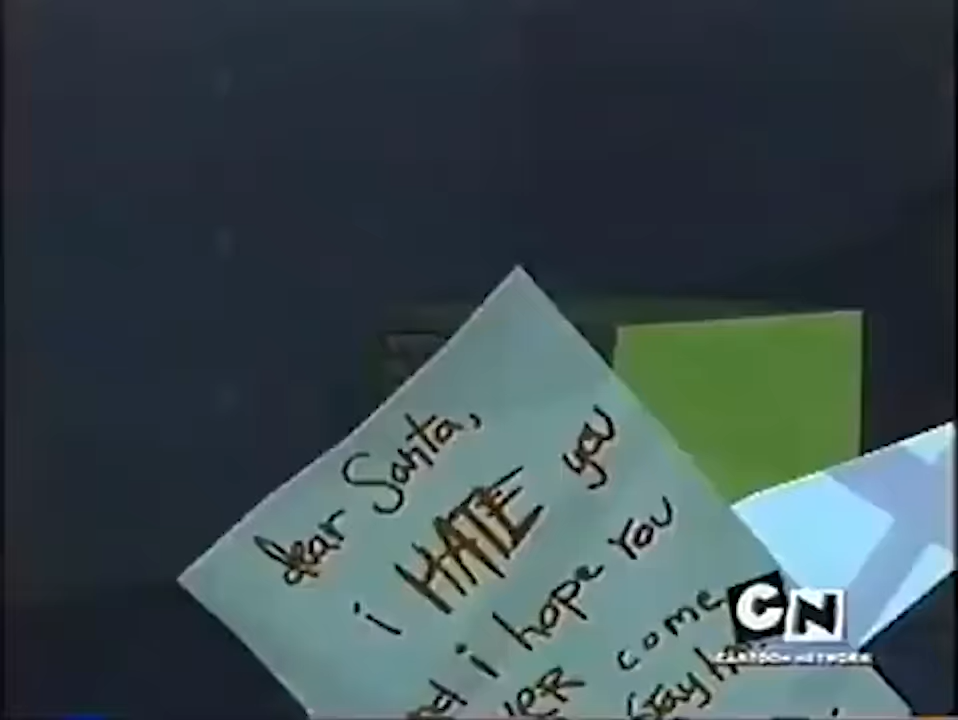 dear Santa,
i HATE you
i hope You
come
CN
CARTOON NETWORK